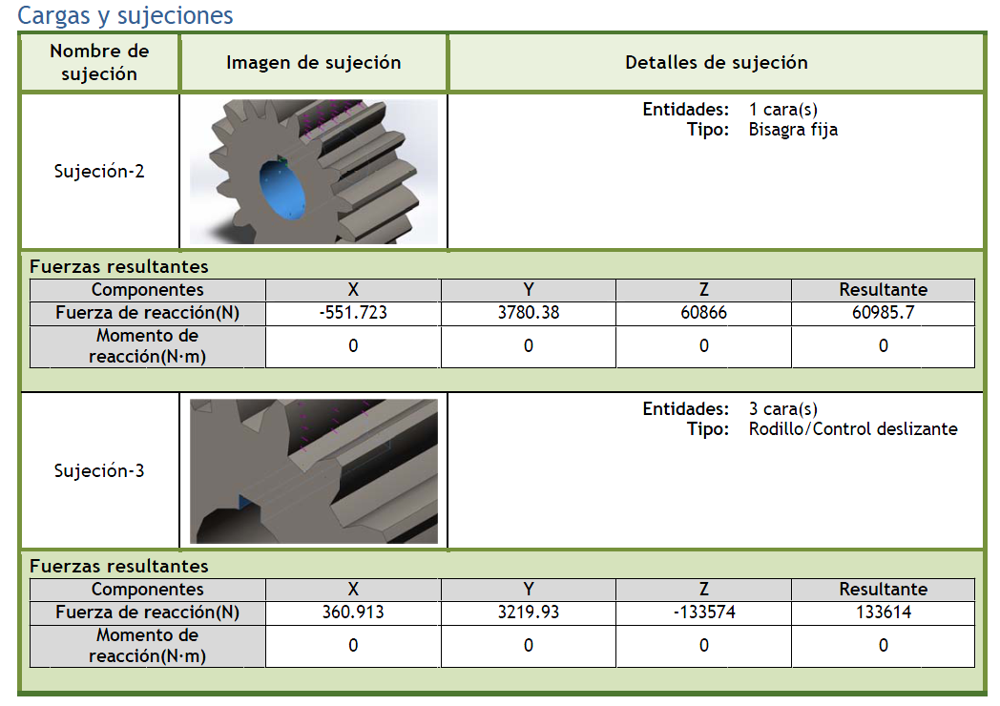 Cargas y sujeciones
Nombre de
sujeción
Imagen de sujeción
Detalles de sujeción
Sujeción-2
Entidades: 1 cara(s)
Tipo: Bisagra fija
Fuerzas resultantes
Componentes X Y Z Resultante
Fuerza de reacción(N) -551.723 3780.38 60866 60985.7
Momento de
reacción(N·m) 0 0 0 0
Sujeción-3
Entidades: 3 cara(s)
Tipo: Rodillo/Control deslizante
Fuerzas resultantes
Componentes X Y Z Resultante
Fuerza de reacción(N) 360.913 3219.93 -133574 133614
Momento de
reacción(N·m) 0 0 0 0